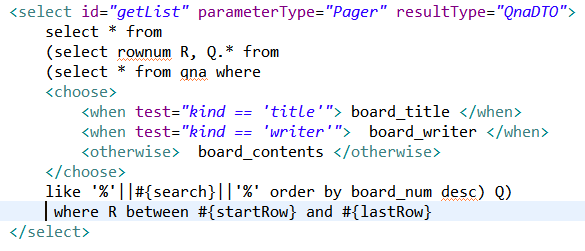 <select id="getList" parameterType="Pager" resultType="QnaDTO">
select * from
(select rownum R, Q.* from
(select * from qna where
<choose>
<when test="kind == 'title'"> board_title </when>
<when test="kind == 'writer'">  board_writer </when>
<otherwise>  board_contents </otherwise>
</choose>
like '%'||#{search}||'%' order by board_num desc) Q)
where R between #{startRow} and #{lastRow}
</select>